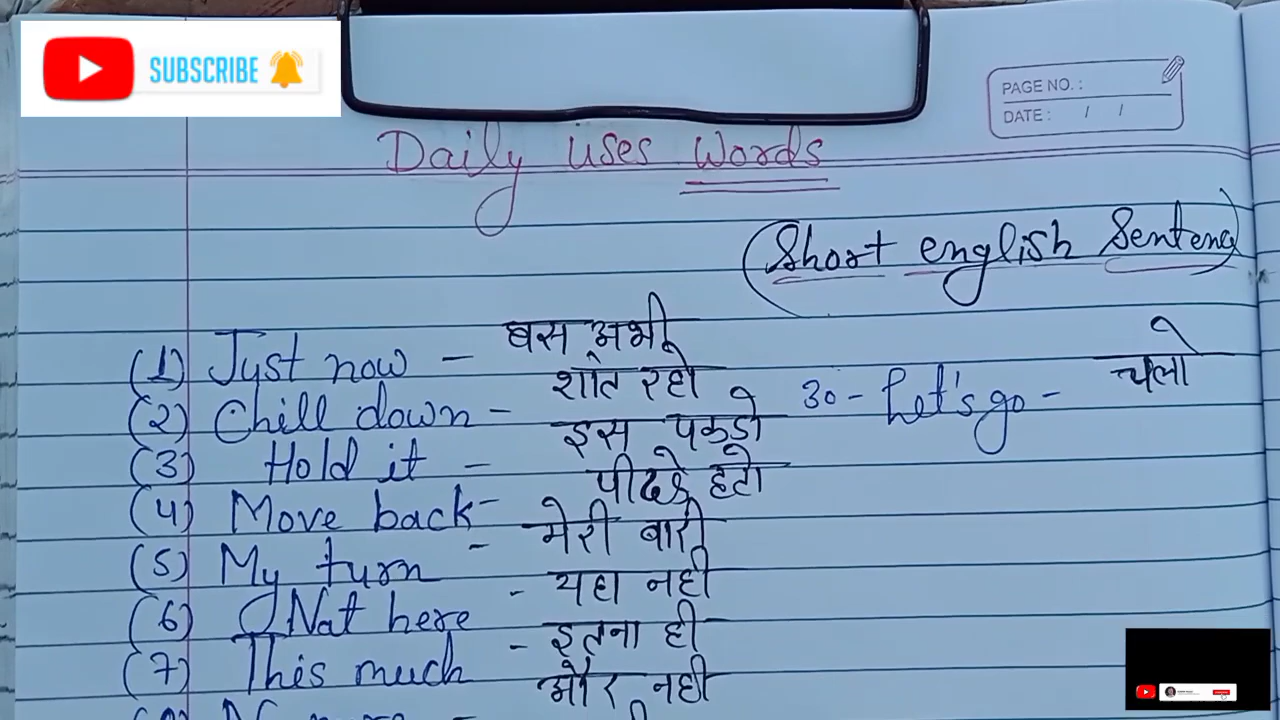 SUBSCRIBE
PAGE NO. :
DATE : / /
Daily Uses Words
(Short english Sentenc)
(1) Just now - बस अभी
(2) Chill down - शांत रहो
30 - Let's go - चलो
(3) Hold it - इस पकडो
(4) Move back - पीछे हटो
(5) My turn - मेरी बारी
(6) Nat here - यहा नही
(7) This much - इतना ही
और नही